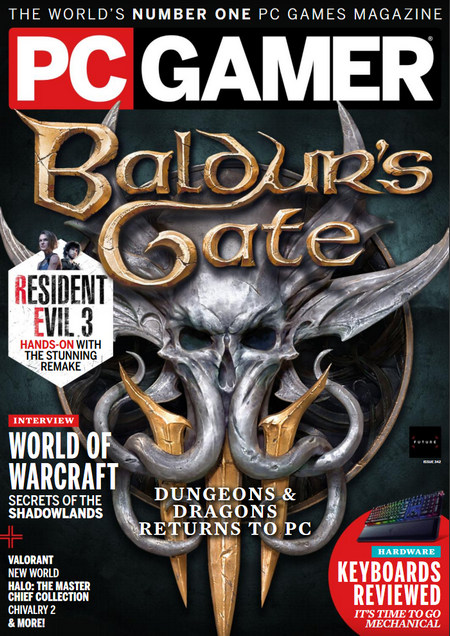 THE WORLD'S NUMBER ONE PC GAMES MAGAZINE
PC GAMER®
Baldur's
Gate
RESIDENT
EVIL 3
HANDS-ON WITH
THE STUNNING
REMAKE
INTERVIEW
WORLD OF
WARCRAFT
SECRETS OF THE
SHADOWLANDS
VALORANT
NEW WORLD
HALO: THE MASTER
CHIEF COLLECTION
CHIVALRY 2
& MORE!
DUNGEONS &
DRAGONS
RETURNS TO PC
FUTURE
ISSUE 342
HARDWARE
KEYBOARDS
REVIEWED
IT'S TIME TO GO
MECHANICAL